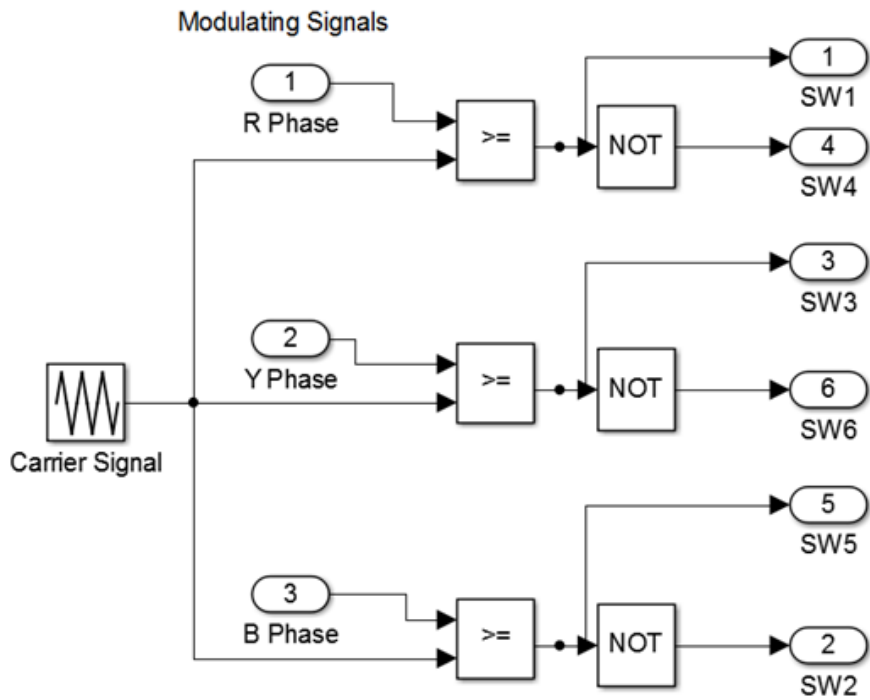 Modulating Signals
1
R Phase
>=
NOT
1
SW1
4
SW4
2
Y Phase
>=
NOT
3
SW3
6
SW6
Carrier Signal
3
B Phase
>=
NOT
5
SW5
2
SW2